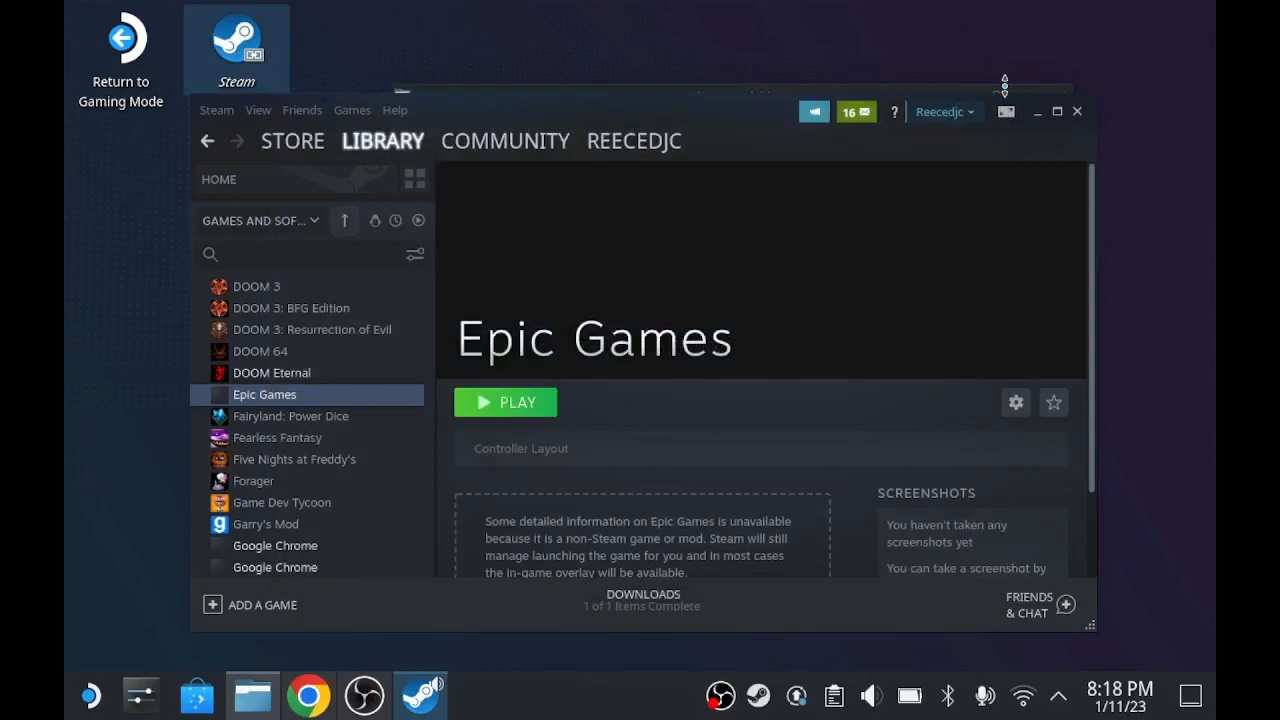 Return to
Gaming Mode
Steam
Steam View Friends Games Help
16
?
Reecedjc
STORE LIBRARY COMMUNITY REECEDJC
HOME
GAMES AND SOF...
DOOM 3
DOOM 3: BFG Edition
DOOM 3: Resurrection of Evil
DOOM 64
DOOM Eternal
Epic Games
Fairyland: Power Dice
Fearless Fantasy
Five Nights at Freddy's
Forager
Game Dev Tycoon
Garry's Mod
Google Chrome
Google Chrome
Epic Games
PLAY
Controller Layout
Some detailed information on Epic Games is unavailable
because it is a non-Steam game or mod. Steam will still
manage launching the game for you and in most cases
the in-game overlay will be available.
SCREENSHOTS
You haven't taken any
screenshots yet
You can take a screenshot by
ADD A GAME
DOWNLOADS
1 of 1 Items Complete
FRIENDS
& CHAT
8:18 PM
1/11/23